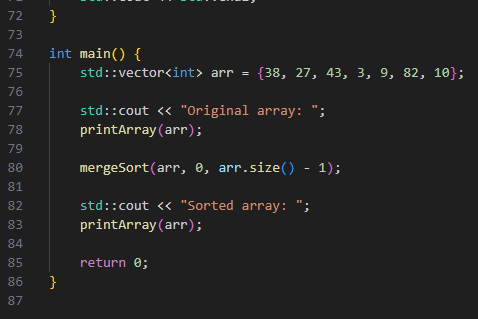 72 }
73
74 int main() {
75     std::vector<int> arr = {38, 27, 43, 3, 9, 82, 10};
76
77     std::cout << "Original array: ";
78     printArray(arr);
79
80     mergeSort(arr, 0, arr.size() - 1);
81
82     std::cout << "Sorted array: ";
83     printArray(arr);
84
85     return 0;
86 }
87